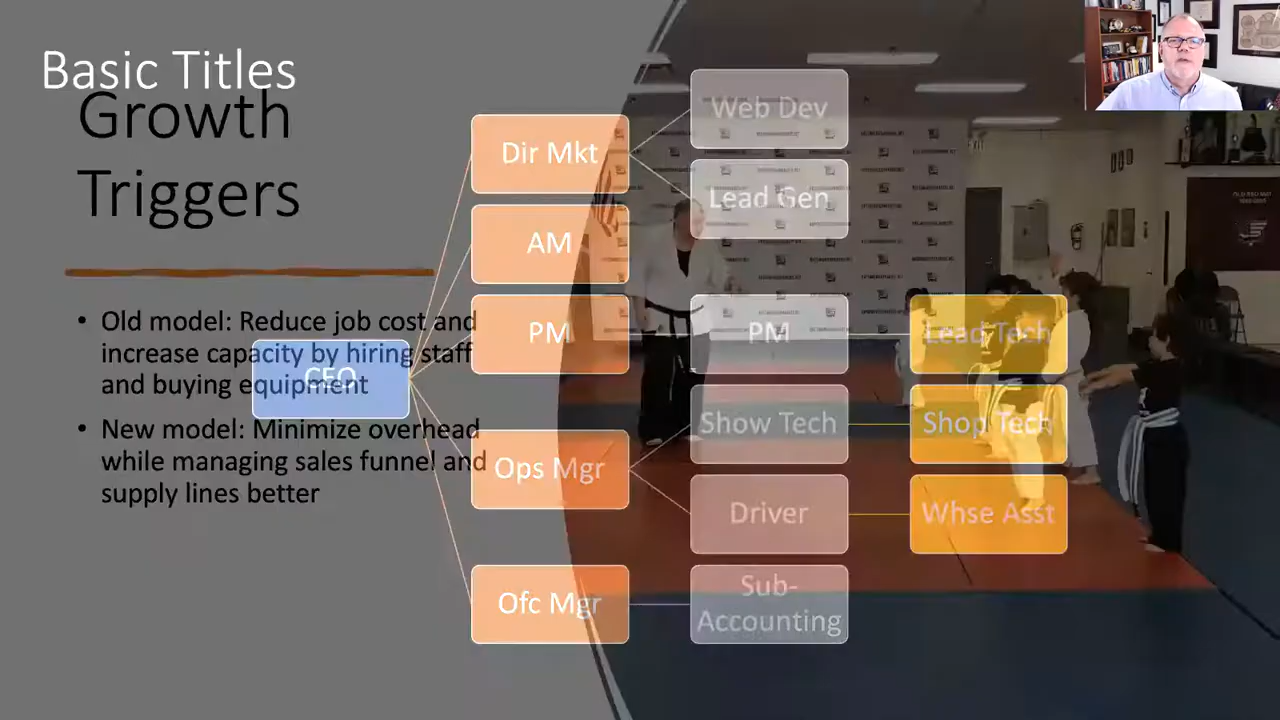 Basic Titles
Growth
Triggers
• Old model: Reduce job cost and
increase capacity by hiring staff
and buying equipment
• New model: Minimize overhead
while managing sales funnel and
supply lines better
CEO
Dir Mkt
AM
PM
Ops Mgr
Ofc Mgr
Web Dev
Lead Gen
PM
Show Tech
Driver
Sub-
Accounting
Lead Tech
Shop Tech
Whse Asst